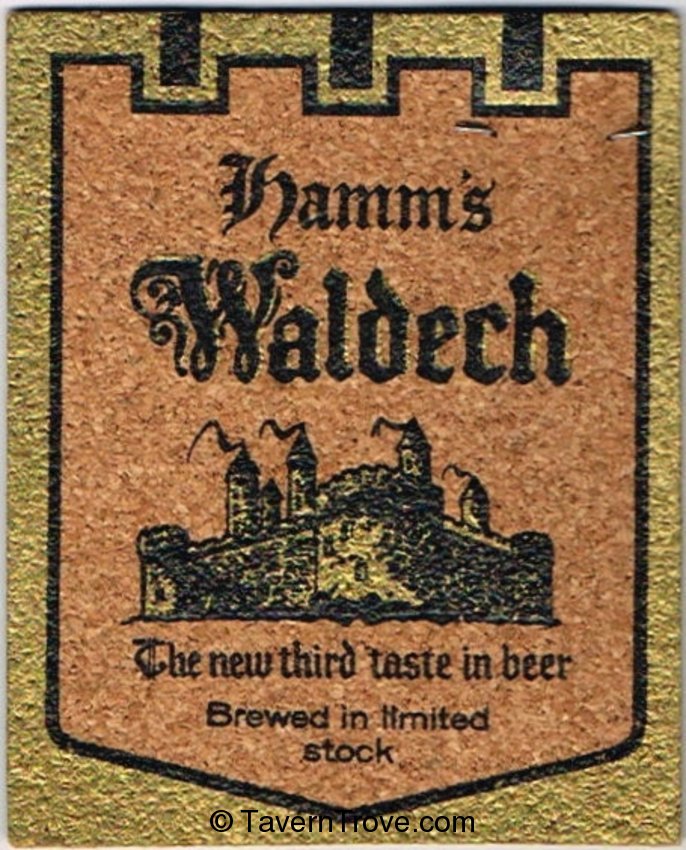 Hamm's
Waldech
The new third taste in beer
Brewed in limited
stock
© TavernTrove.com